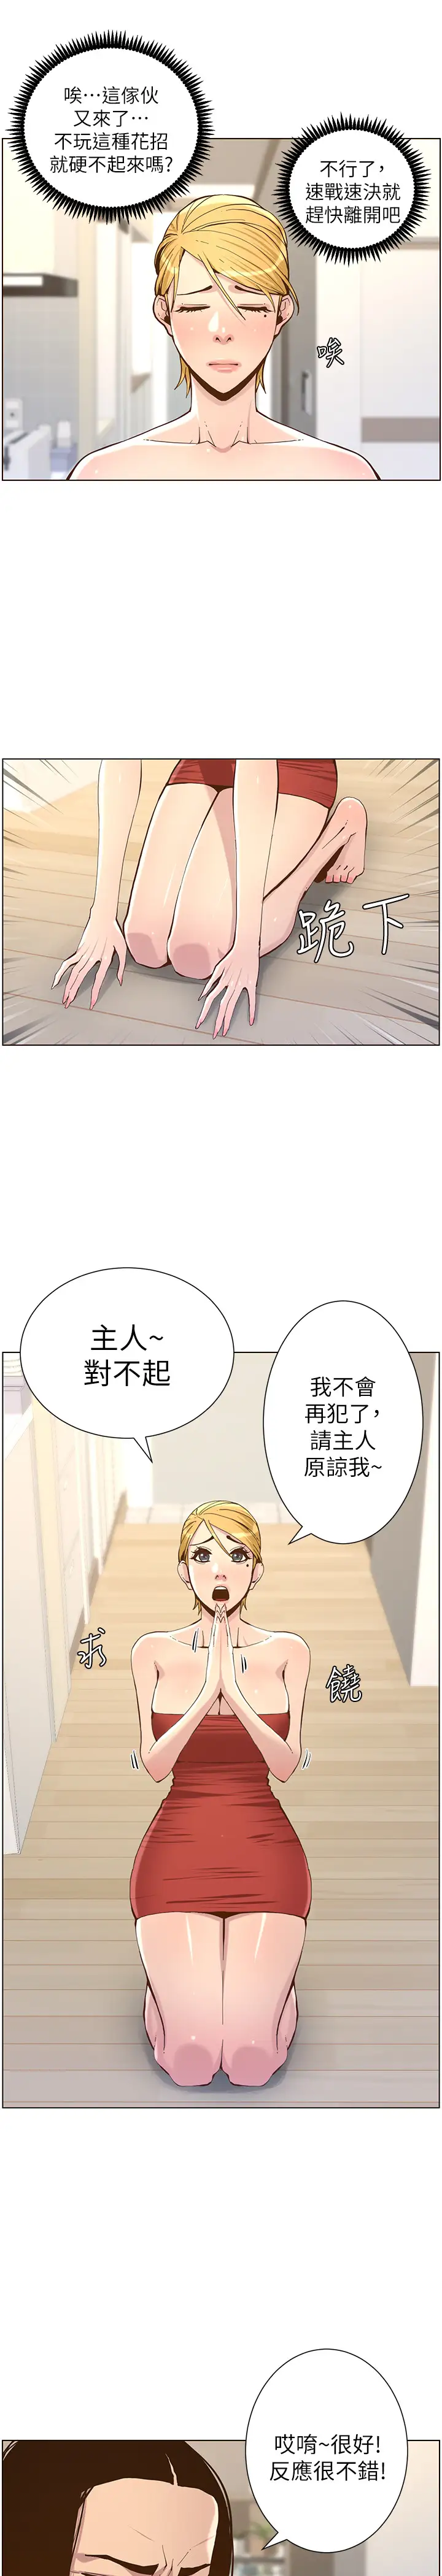 唉⋯這傢伙
又來了⋯
不玩這種花招
就硬不起來嗎?
不行了，
速戰速決就
趕快離開吧
唉
跪下
主人~
對不起
我不會
再犯了，
請主人
原諒我~
求
饒
哎唷~很好!
反應很不錯!